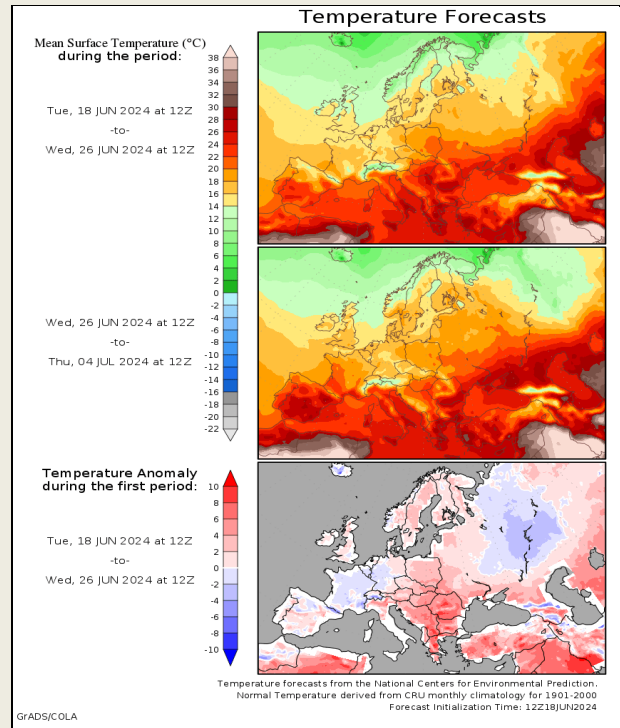 Temperature Forecasts
Mean Surface Temperature (°C)
during the period:
Tue, 18 JUN 2024 at 12Z
-to-
Wed, 26 JUN 2024 at 12Z
38
36
34
32
30
28
26
24
22
20
18
16
14
12
10
8
6
4
2
0
-2
-4
-6
-8
-10
-12
-14
-16
-18
-20
-22
Wed, 26 JUN 2024 at 12Z
-to-
Thu, 04 JUL 2024 at 12Z
Temperature Anomaly
during the first period:
Tue, 18 JUN 2024 at 12Z
-to-
Wed, 26 JUN 2024 at 12Z
10
8
6
4
2
0
-2
-4
-6
-8
-10
Temperature forecasts from the National Centers for Environmental Prediction.
Normal Temperature derived from CRU monthly climatology for 1901-2000
Forecast Initialization Time: 12Z18JUN2024
GrADS/COLA